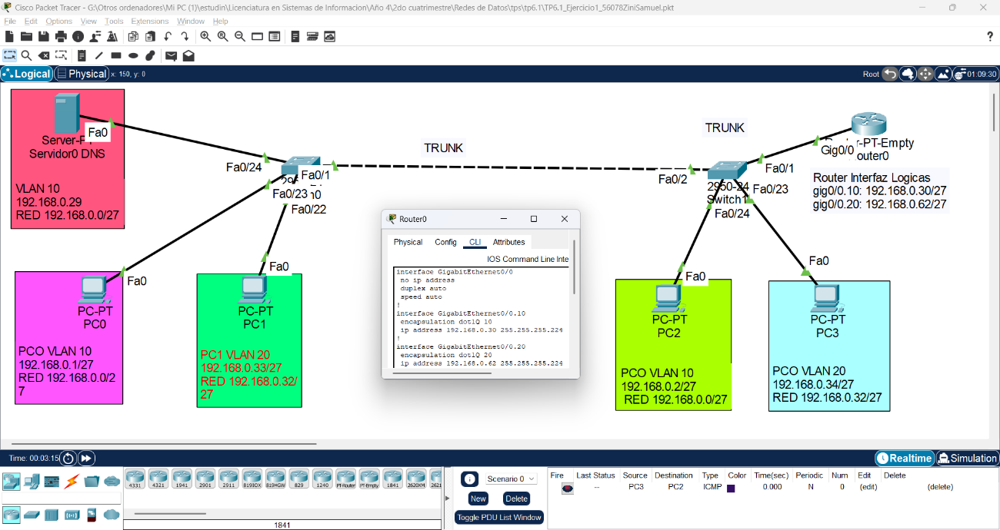 Cisco Packet Tracer - G:\Otros ordenadores\Mi PC (1)\estudin\Licenciatura en Sistemas de Informacion\Año 4\2do cuatrimestre\Redes de Datos\tps\tp6.1\TP6.1_Ejercicio1_56078ZiniSamuel.pkt
File Edit Options View Tools Extensions Window Help
Logical Physical x: 150, y: 0 Root 01:09:30
Server-PT
Servidor0 DNS
Fa0
VLAN 10
192.168.0.29
RED 192.168.0.0/27
Fa0/24
Fa0/1
Fa0/23
Fa0/22
TRUNK
TRUNK
Fa0/2
2950-24
Switch1
Fa0/1
Fa0/23
Fa0/24
Gig0/0
r-PT-Empty
outer0
Router Interfaz Logicas
gig0/0.10: 192.168.0.30/27
gig0/0.20: 192.168.0.62/27
Fa0
PC-PT
PC0
PCO VLAN 10
192.168.0.1/27
RED 192.168.0.0/2
7
Fa0
PC-PT
PC1
PC1 VLAN 20
192.168.0.33/27
RED 192.168.0.32/
27
Router0
Physical Config CLI Attributes
IOS Command Line Inte
interface GigabitEthernet0/0
no ip address
duplex auto
speed auto
!
interface GigabitEthernet0/0.10
encapsulation dot1Q 10
ip address 192.168.0.30 255.255.255.224
!
interface GigabitEthernet0/0.20
encapsulation dot1Q 20
ip address 192.168.0.62 255.255.255.224
Fa0
PC-PT
PC2
PCO VLAN 10
192.168.0.2/27
RED 192.168.0.0/27
Fa0
PC-PT
PC3
PCO VLAN 20
192.168.0.34/27
RED 192.168.0.32/27
Time: 00:03:15 Realtime Simulation
4331 4321 1941 2901 2911 819IOX 819HGW 829 1240 PT-Router PT-Empty 1841 2620XM 2621
1841
Scenario 0
New Delete
Toggle PDU List Window
Fire Last Status Source Destination Type Color Time(sec) Periodic Num Edit Delete
-- PC3 PC2 ICMP 0.000 N 0 (edit) (delete)